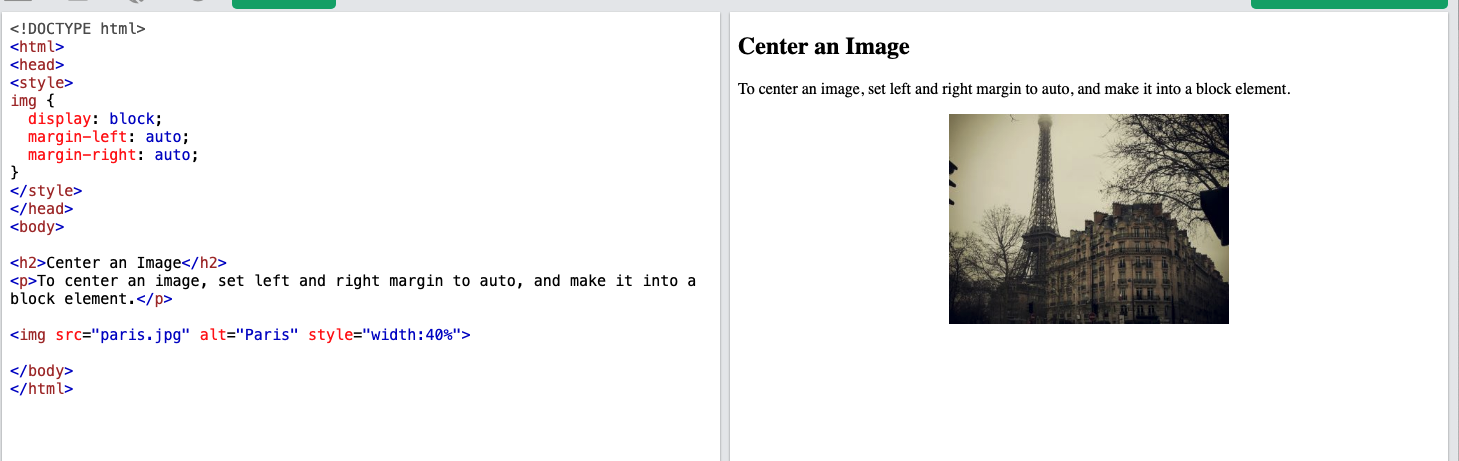 <!DOCTYPE html>
<html>
<head>
<style>
img {
  display: block;
  margin-left: auto;
  margin-right: auto;
}
</style>
</head>
<body>

<h2>Center an Image</h2>
<p>To center an image, set left and right margin to auto, and make it into a
block element.</p>

<img src="paris.jpg" alt="Paris" style="width:40%">

</body>
</html>
Center an Image
To center an image, set left and right margin to auto, and make it into a block element.